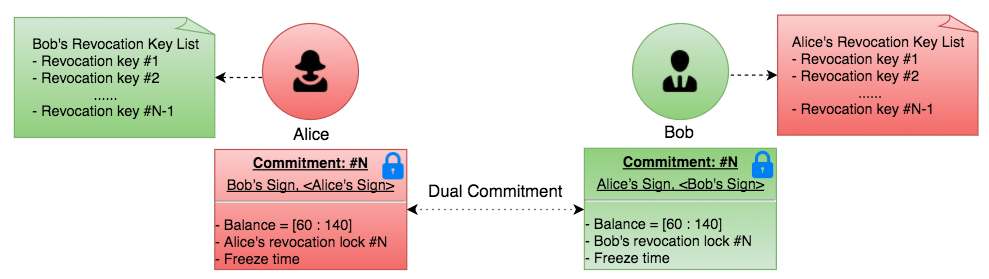 Bob's Revocation Key List
- Revocation key #1
- Revocation key #2
......
- Revocation key #N-1
Alice
Bob
Alice's Revocation Key List
- Revocation key #1
- Revocation key #2
......
- Revocation key #N-1
Commitment: #N
Bob's Sign, <Alice's Sign>
- Balance = [60 : 140]
- Alice's revocation lock #N
- Freeze time
Dual Commitment
Commitment: #N
Alice's Sign, <Bob's Sign>
- Balance = [60 : 140]
- Bob's revocation lock #N
- Freeze time